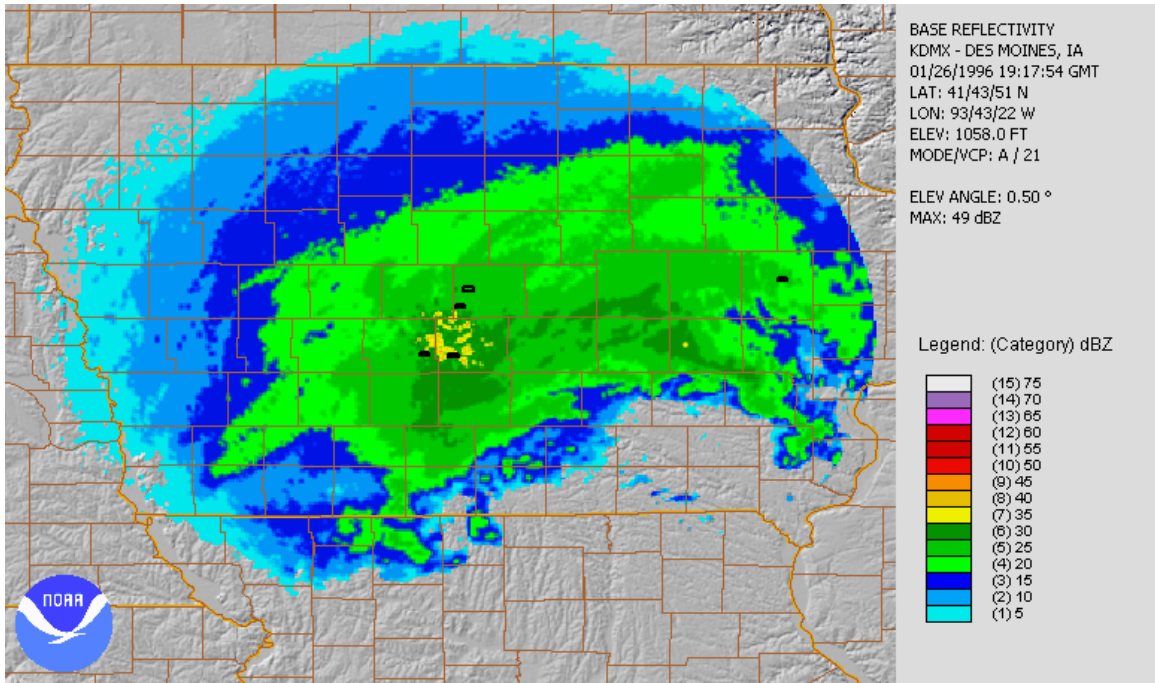 BASE REFLECTIVITY
KDMX - DES MOINES, IA
01/26/1996 19:17:54 GMT
LAT: 41/43/51 N
LON: 93/43/22 W
ELEV: 1058.0 FT
MODE/VCP: A / 21
ELEV ANGLE: 0.50 °
MAX: 49 dBZ
Legend: (Category) dBZ
(15) 75
(14) 70
(13) 65
(12) 60
(11) 55
(10) 50
(9) 45
(8) 40
(7) 35
(6) 30
(5) 25
(4) 20
(3) 15
(2) 10
(1) 5
NOAA